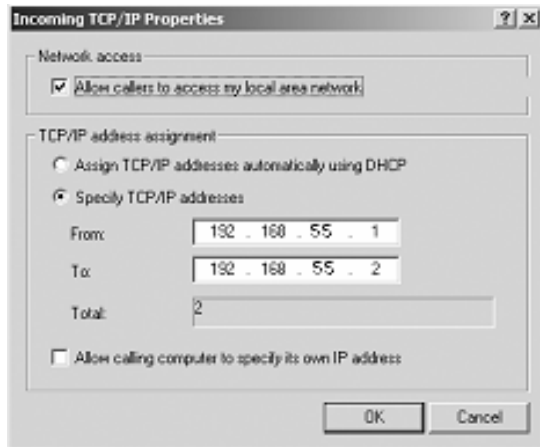 Incoming TCP/IP Properties
Network access
Allow callers to access my local area network
TCP/IP address assignment
Assign TCP/IP addresses automatically using DHCP
Specify TCP/IP addresses
From: 192 . 168 . 55 . 1
To: 192 . 168 . 55 . 2
Total: 2
Allow calling computer to specify its own IP address
OK Cancel